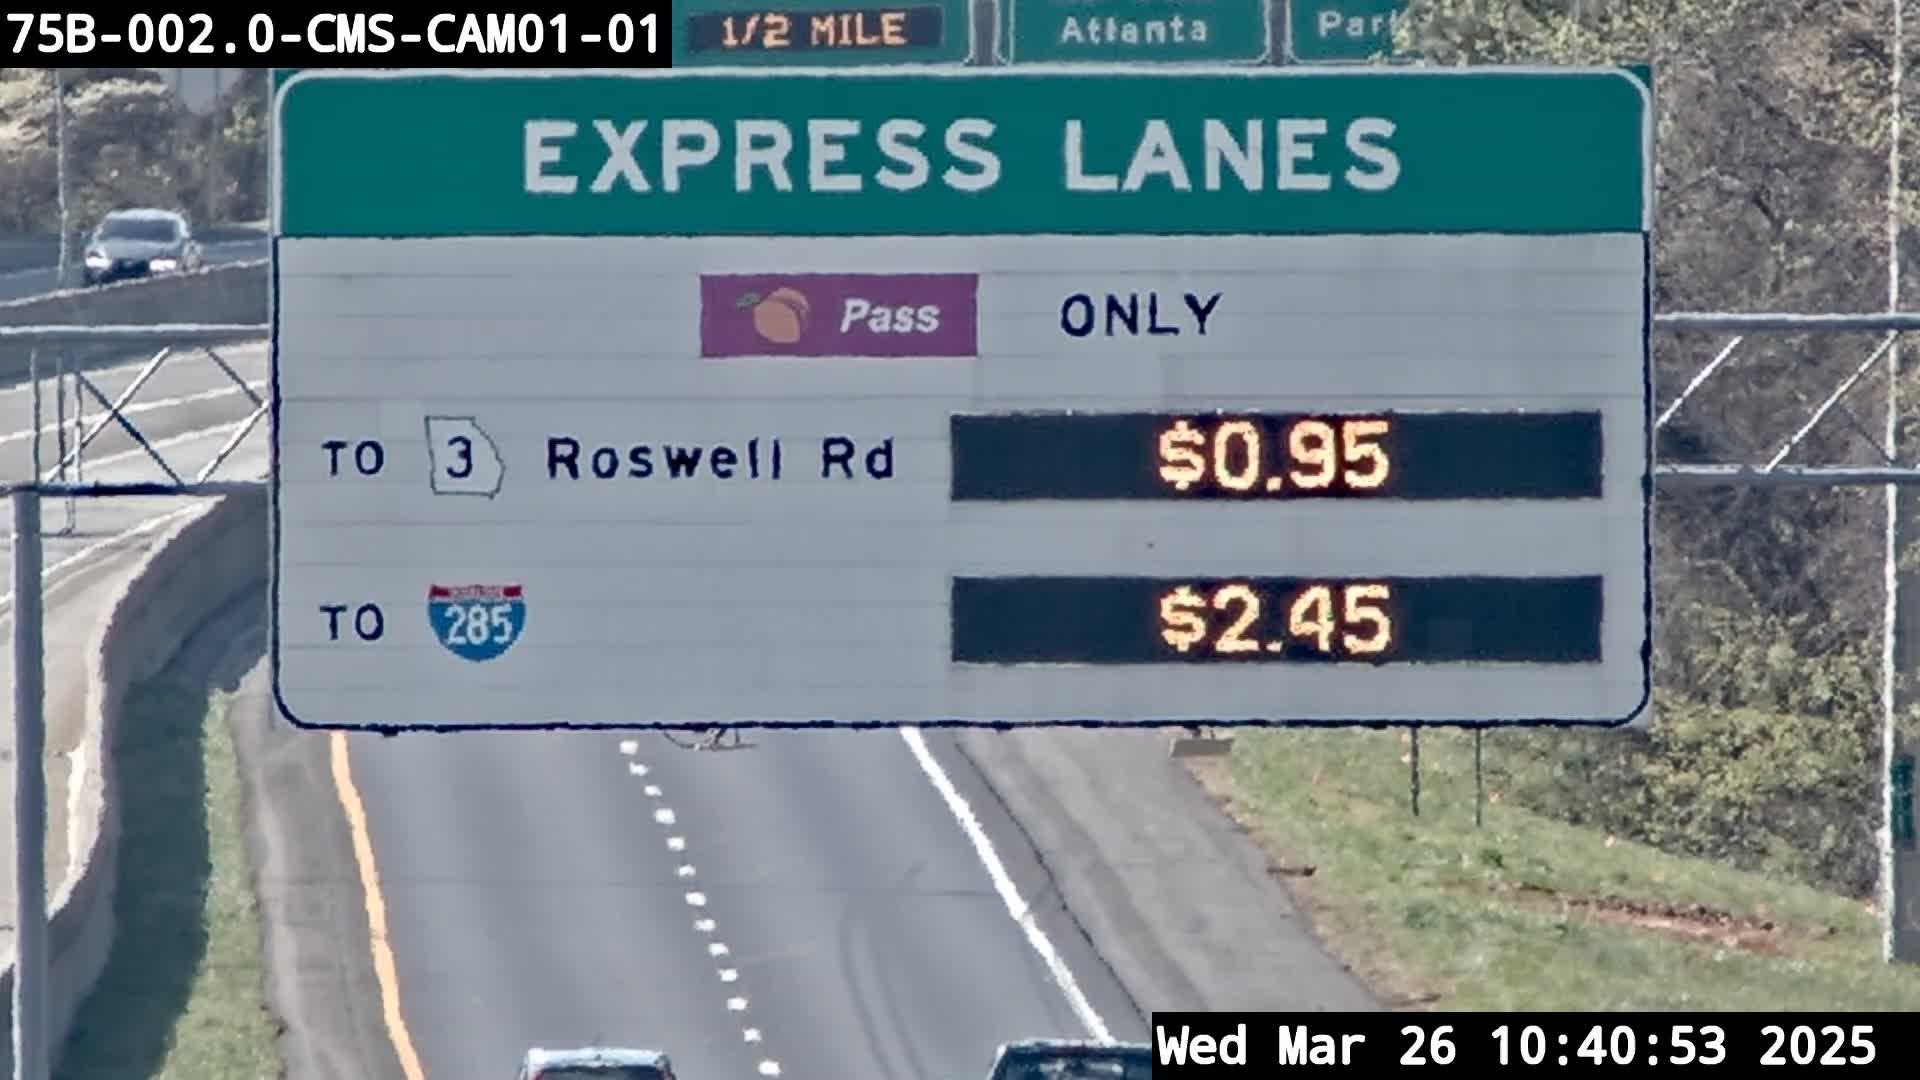 75B-002.0-CMS-CAM01-01
1/2 MILE
Atlanta
EXPRESS LANES
Pass ONLY
TO 3 Roswell Rd $0.95
TO 285 $2.45
Wed Mar 26 10:40:53 2025